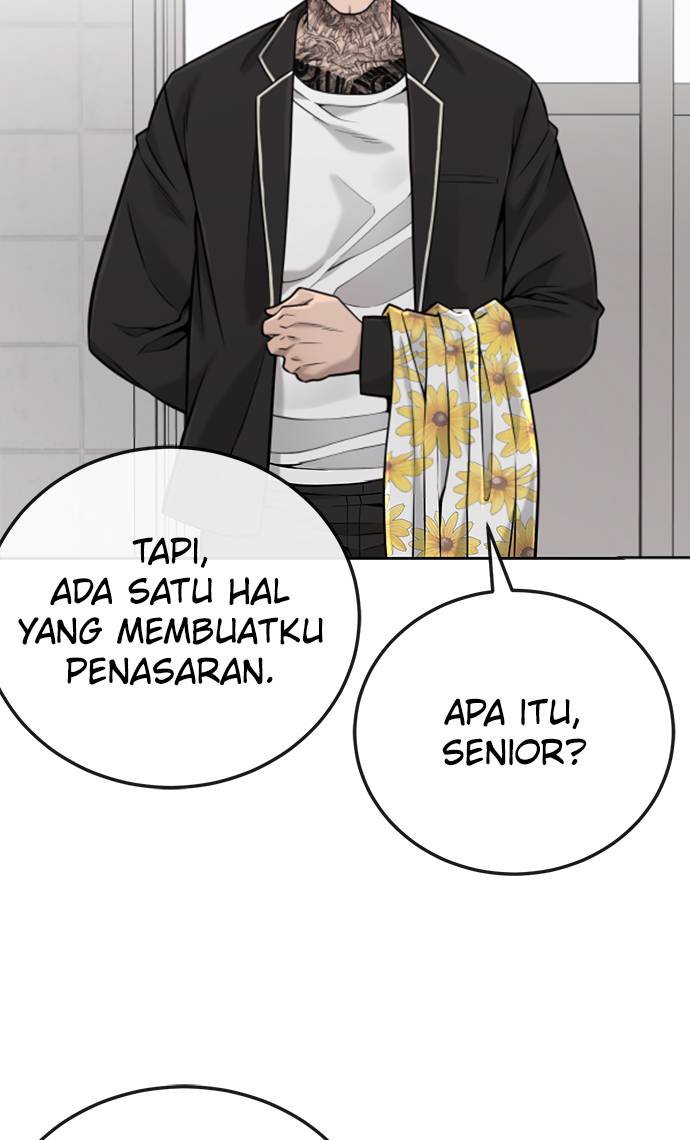 TAPI,
ADA SATU HAL
YANG MEMBUATKU
PENASARAN.
APA ITU,
SENIOR?